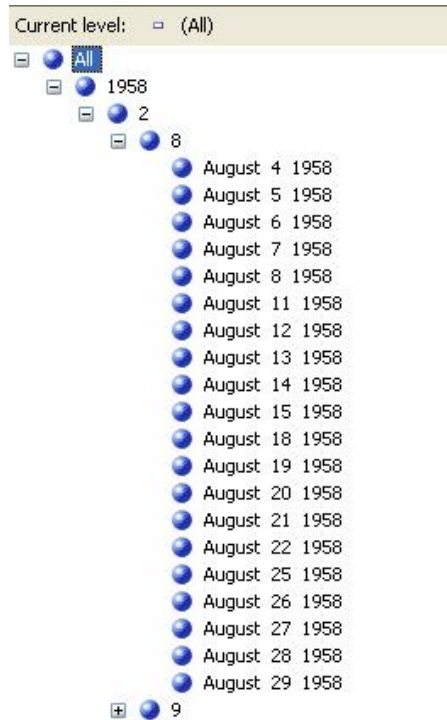 Current level: (All)
All
1958
2
8
August 4 1958
August 5 1958
August 6 1958
August 7 1958
August 8 1958
August 11 1958
August 12 1958
August 13 1958
August 14 1958
August 15 1958
August 18 1958
August 19 1958
August 20 1958
August 21 1958
August 22 1958
August 25 1958
August 26 1958
August 27 1958
August 28 1958
August 29 1958
9